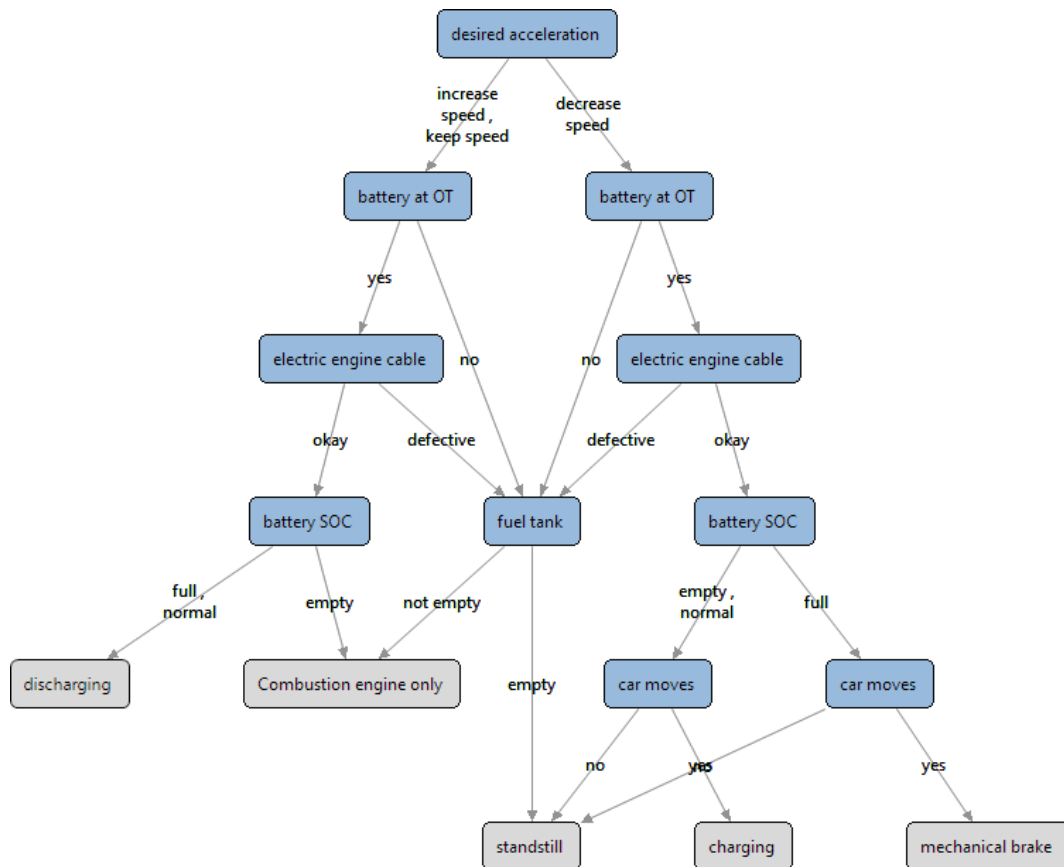 desired acceleration
increase
speed ,
keep speed
decrease
speed
battery at OT
battery at OT
yes
yes
electric engine cable
no
no
electric engine cable
okay
defective
defective
okay
battery SOC
fuel tank
battery SOC
full ,
normal
empty
not empty
empty ,
normal
full
discharging
Combustion engine only
empty
car moves
car moves
no
yes
no
yes
standstill
charging
mechanical brake